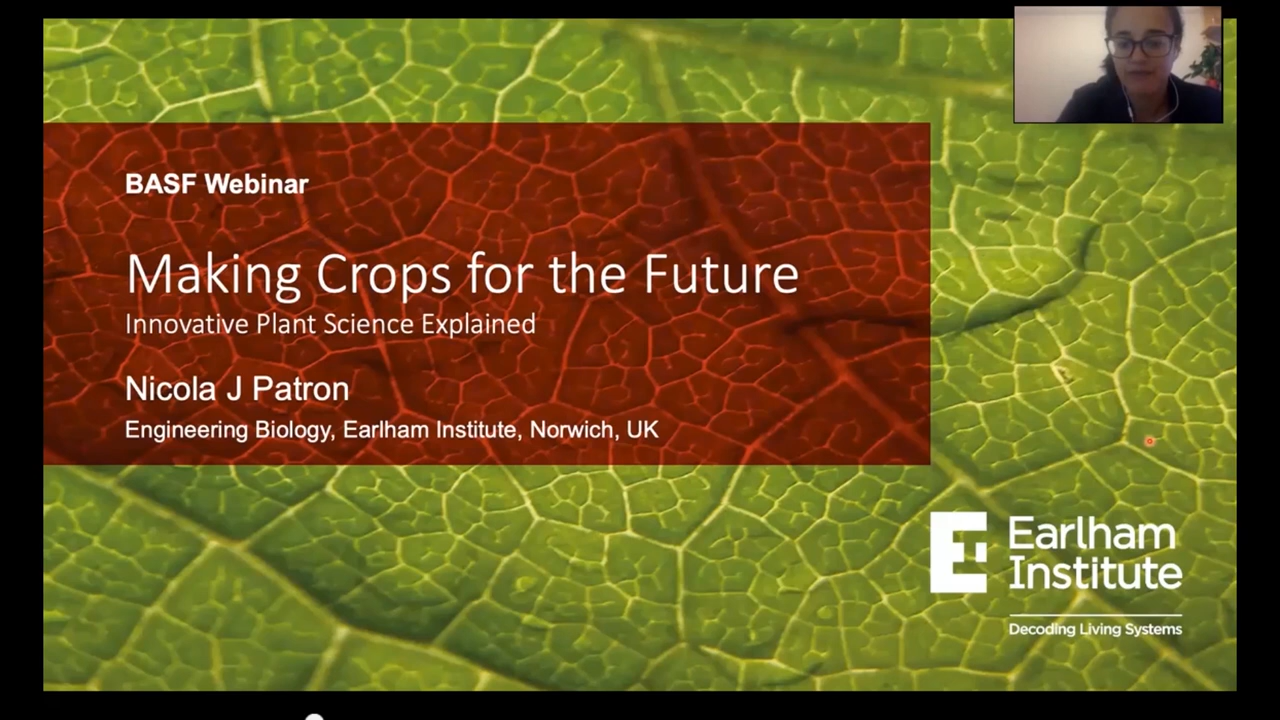 BASF Webinar
Making Crops for the Future
Innovative Plant Science Explained
Nicola J Patron
Engineering Biology, Earlham Institute, Norwich, UK
Earlham
Institute
Decoding Living Systems